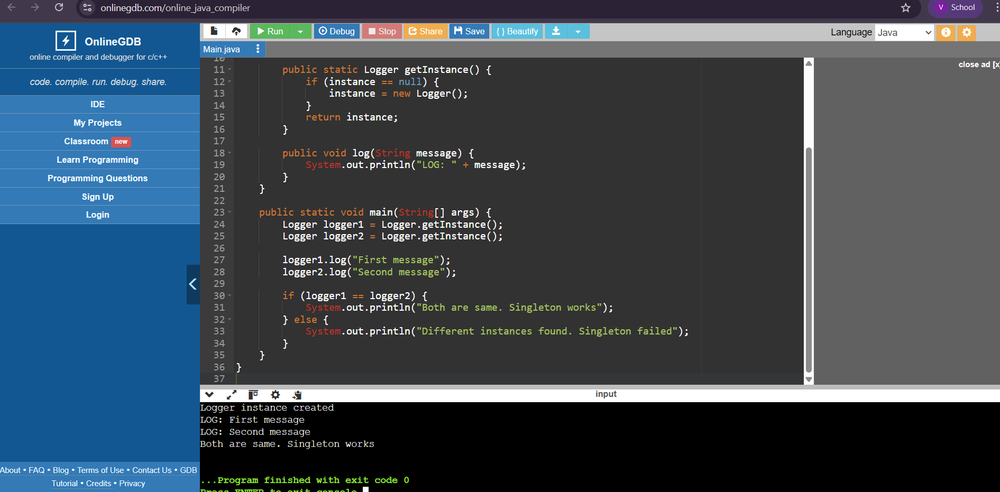 onlinegdb.com/online_java_compiler
V School
OnlineGDB
online compiler and debugger for c/c++
code. compile. run. debug. share.
IDE
My Projects
Classroom new
Learn Programming
Programming Questions
Sign Up
Login
About • FAQ • Blog • Terms of Use • Contact Us • GDB
Tutorial • Credits • Privacy
Run Debug Stop Share Save { } Beautify
Language Java
Main.java
close ad [x
10
11 public static Logger getInstance() {
12 if (instance == null) {
13 instance = new Logger();
14 }
15 return instance;
16 }
17
18 public void log(String message) {
19 System.out.println("LOG: " + message);
20 }
21 }
22
23 public static void main(String[] args) {
24 Logger logger1 = Logger.getInstance();
25 Logger logger2 = Logger.getInstance();
26
27 logger1.log("First message");
28 logger2.log("Second message");
29
30 if (logger1 == logger2) {
31 System.out.println("Both are same. Singleton works");
32 } else {
33 System.out.println("Different instances found. Singleton failed");
34 }
35 }
36 }
37
input
Logger instance created
LOG: First message
LOG: Second message
Both are same. Singleton works
...Program finished with exit code 0
Press ENTER to exit console.